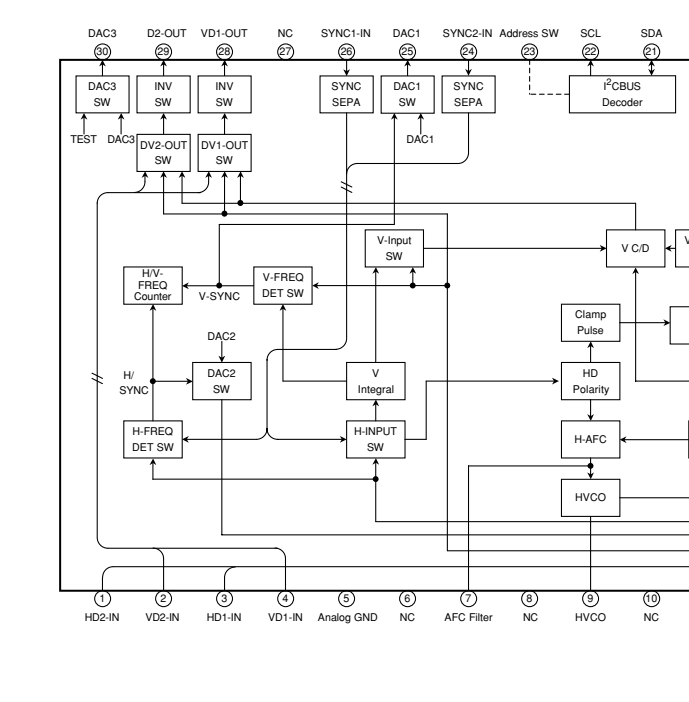 DAC3 D2-OUT VD1-OUT NC SYNC1-IN DAC1 SYNC2-IN Address SW SCL SDA
30 29 28 27 26 25 24 23 22 21
DAC3 SW
INV SW
INV SW
SYNC SEPA
DAC1 SW
SYNC SEPA
I²CBUS Decoder
TEST DAC3
DV2-OUT SW
DV1-OUT SW
DAC1
V-Input SW
V C/D
V
H/V-FREQ Counter
V-SYNC
V-FREQ DET SW
Clamp Pulse
DAC2
H/ SYNC
DAC2 SW
V Integral
HD Polarity
H-FREQ DET SW
H-INPUT SW
H-AFC
HVCO
1 2 3 4 5 6 7 8 9 10
HD2-IN VD2-IN HD1-IN VD1-IN Analog GND NC AFC Filter NC HVCO NC